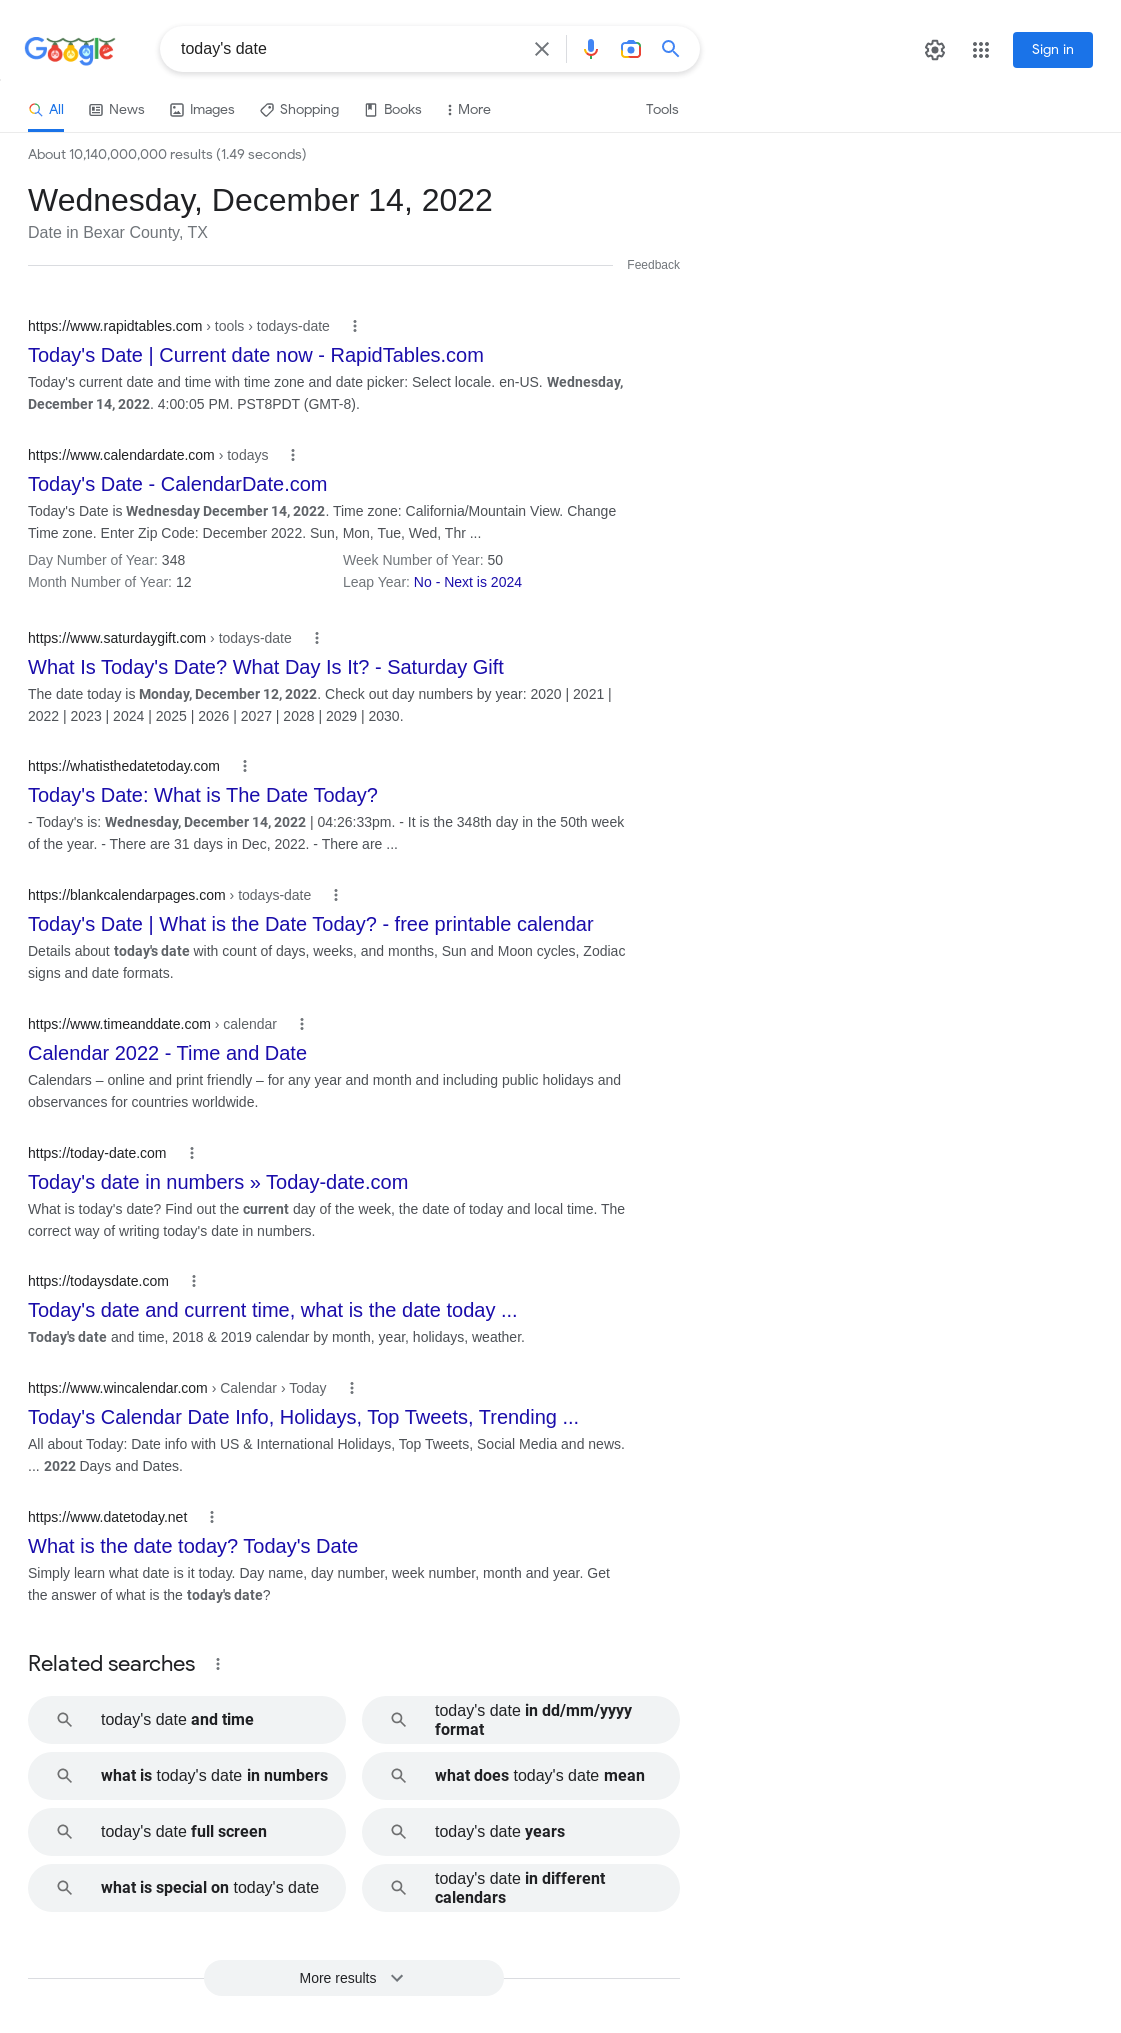 Google
today's date
Sign in
All News Images Shopping Books More Tools
About 10,140,000,000 results (1.49 seconds)
Wednesday, December 14, 2022
Date in Bexar County, TX
Feedback
https://www.rapidtables.com › tools › todays-date
Today's Date | Current date now - RapidTables.com
Today's current date and time with time zone and date picker: Select locale. en-US. Wednesday,
December 14, 2022. 4:00:05 PM. PST8PDT (GMT-8).
https://www.calendardate.com › todays
Today's Date - CalendarDate.com
Today's Date is Wednesday December 14, 2022. Time zone: California/Mountain View. Change
Time zone. Enter Zip Code: December 2022. Sun, Mon, Tue, Wed, Thr ...
Day Number of Year: 348 Week Number of Year: 50
Month Number of Year: 12 Leap Year: No - Next is 2024
https://www.saturdaygift.com › todays-date
What Is Today's Date? What Day Is It? - Saturday Gift
The date today is Monday, December 12, 2022. Check out day numbers by year: 2020 | 2021 |
2022 | 2023 | 2024 | 2025 | 2026 | 2027 | 2028 | 2029 | 2030.
https://whatisthedatetoday.com
Today's Date: What is The Date Today?
- Today's is: Wednesday, December 14, 2022 | 04:26:33pm. - It is the 348th day in the 50th week
of the year. - There are 31 days in Dec, 2022. - There are ...
https://blankcalendarpages.com › todays-date
Today's Date | What is the Date Today? - free printable calendar
Details about today's date with count of days, weeks, and months, Sun and Moon cycles, Zodiac
signs and date formats.
https://www.timeanddate.com › calendar
Calendar 2022 - Time and Date
Calendars – online and print friendly – for any year and month and including public holidays and
observances for countries worldwide.
https://today-date.com
Today's date in numbers » Today-date.com
What is today's date? Find out the current day of the week, the date of today and local time. The
correct way of writing today's date in numbers.
https://todaysdate.com
Today's date and current time, what is the date today ...
Today's date and time, 2018 & 2019 calendar by month, year, holidays, weather.
https://www.wincalendar.com › Calendar › Today
Today's Calendar Date Info, Holidays, Top Tweets, Trending ...
All about Today: Date info with US & International Holidays, Top Tweets, Social Media and news.
... 2022 Days and Dates.
https://www.datetoday.net
What is the date today? Today's Date
Simply learn what date is it today. Day name, day number, week number, month and year. Get
the answer of what is the today's date?
Related searches
today's date and time
today's date in dd/mm/yyyy
format
what is today's date in numbers
what does today's date mean
today's date full screen
today's date years
what is special on today's date
today's date in different
calendars
More results